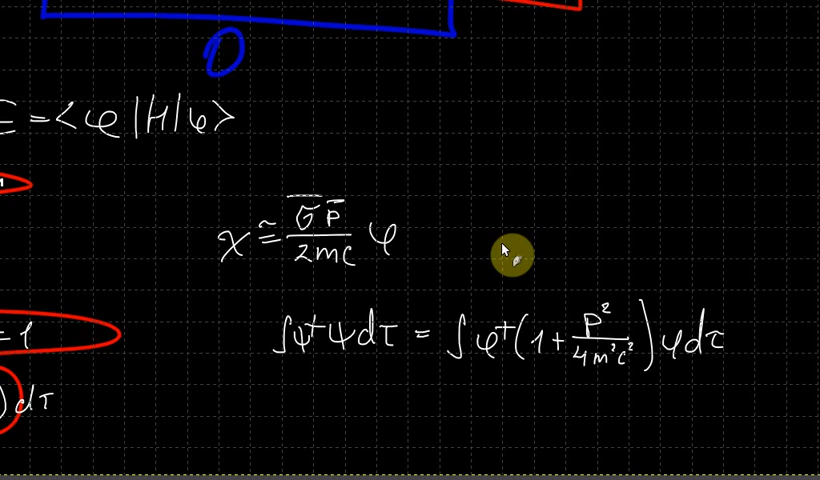 O
E = <φ|H|φ>
χ ≅ σ̄p̄/2mc φ
= 1
∫ψ⁺ψdτ = ∫φ⁺(1 + p²/4m²c²)φdτ
)dτ